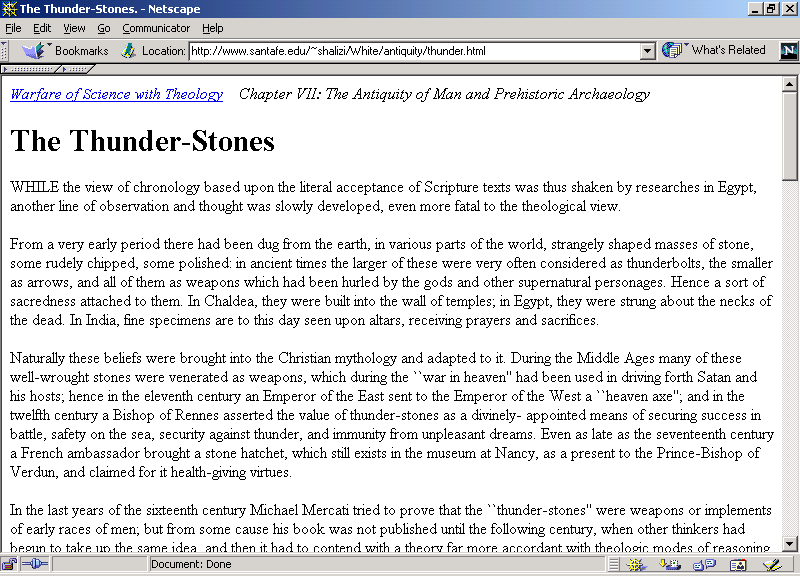 The Thunder-Stones. - Netscape
File Edit View Go Communicator Help
Bookmarks Location: http://www.santafe.edu/~shalizi/White/antiquity/thunder.html What's Related N
Warfare of Science with Theology Chapter VII: The Antiquity of Man and Prehistoric Archaeology
The Thunder-Stones
WHILE the view of chronology based upon the literal acceptance of Scripture texts was thus shaken by researches in Egypt,
another line of observation and thought was slowly developed, even more fatal to the theological view.
From a very early period there had been dug from the earth, in various parts of the world, strangely shaped masses of stone,
some rudely chipped, some polished: in ancient times the larger of these were very often considered as thunderbolts, the smaller
as arrows, and all of them as weapons which had been hurled by the gods and other supernatural personages. Hence a sort of
sacredness attached to them. In Chaldea, they were built into the wall of temples; in Egypt, they were strung about the necks of
the dead. In India, fine specimens are to this day seen upon altars, receiving prayers and sacrifices.
Naturally these beliefs were brought into the Christian mythology and adapted to it. During the Middle Ages many of these
well-wrought stones were venerated as weapons, which during the ``war in heaven'' had been used in driving forth Satan and
his hosts; hence in the eleventh century an Emperor of the East sent to the Emperor of the West a ``heaven axe''; and in the
twelfth century a Bishop of Rennes asserted the value of thunder-stones as a divinely- appointed means of securing success in
battle, safety on the sea, security against thunder, and immunity from unpleasant dreams. Even as late as the seventeenth century
a French ambassador brought a stone hatchet, which still exists in the museum at Nancy, as a present to the Prince-Bishop of
Verdun, and claimed for it health-giving virtues.
In the last years of the sixteenth century Michael Mercati tried to prove that the ``thunder-stones'' were weapons or implements
of early races of men; but from some cause his book was not published until the following century, when other thinkers had
begun to take up the same idea, and then it had to contend with a theory far more accordant with theologic modes of reasoning
Document: Done